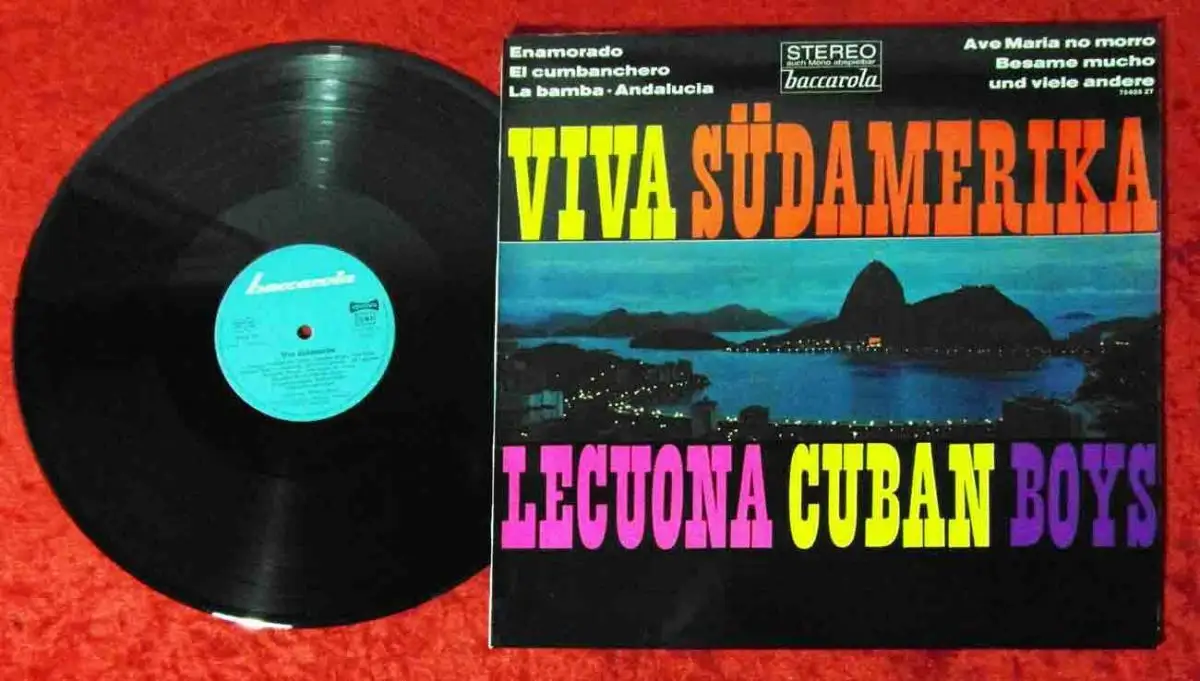 Enamorado
El cumbanchero
La bamba · Andalucia
STEREO
auch Mono abspielbar
baccarola
Ave Maria no morro
Besame mucho
und viele andere
VIVA SÜDAMERIKA
LECUONA CUBAN BOYS
baccarola
Viva Südamerika